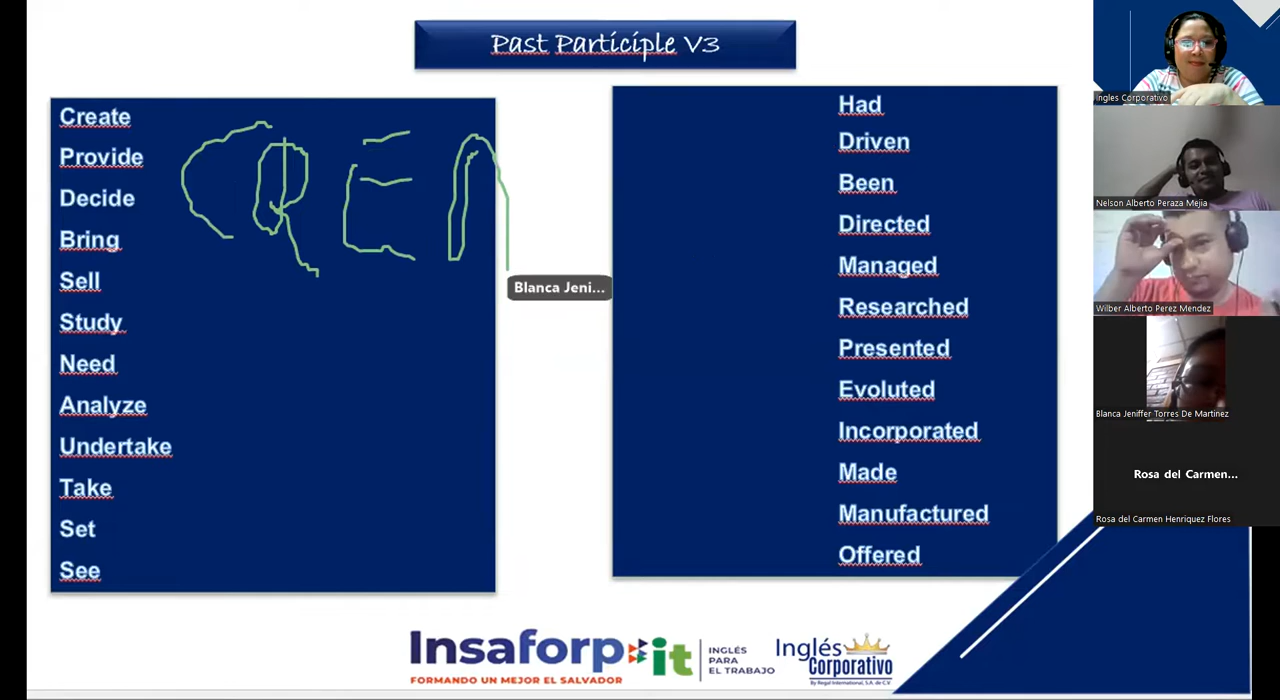 Past Participle V3
Create
Provide
Decide
Bring
Sell
Study
Need
Analyze
Undertake
Take
Set
See
CREA
Blanca Jeni...
Had
Driven
Been
Directed
Managed
Researched
Presented
Evoluted
Incorporated
Made
Manufactured
Offered
Insaforp it
FORMANDO UN MEJOR EL SALVADOR
INGLÉS
PARA
EL TRABAJO
Inglés
Corporativo
By Regal International, S.A. de C.V
Ingles Corporativo
Nelson Alberto Peraza Mejia
Wilber Alberto Perez Mendez
Blanca Jeniffer Torres De Martinez
Rosa del Carmen...
Rosa del Carmen Henriquez Flores